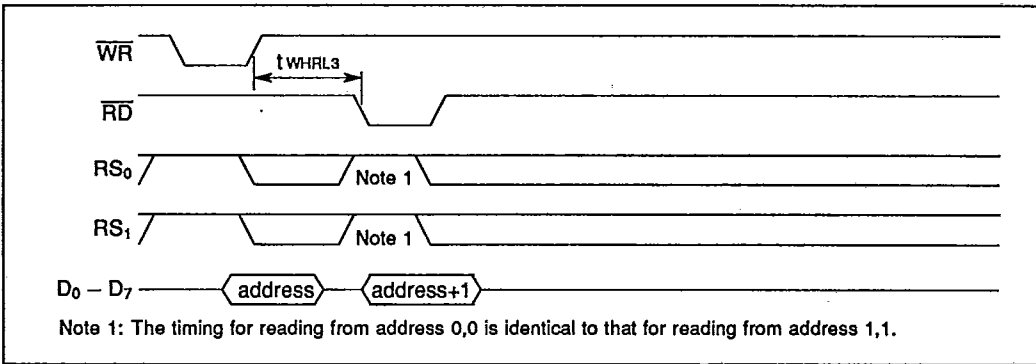 WR
tWHRL3
RD
RS0
Note 1
RS1
Note 1
D0 – D7
address
address+1
Note 1: The timing for reading from address 0,0 is identical to that for reading from address 1,1.